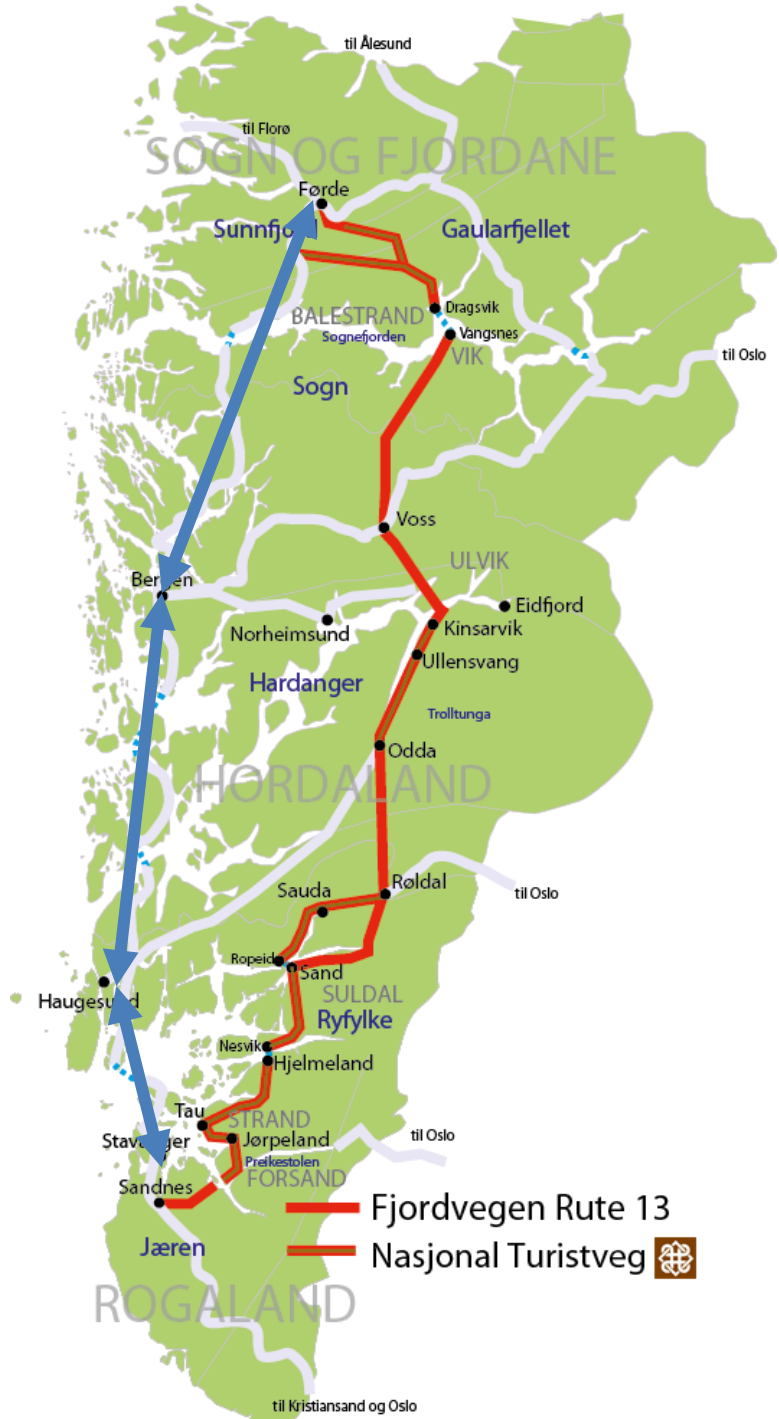 til Ålesund
til Florø
SOGN OG FJORDANE
Førde
Sunnfjord
Gaularfjellet
Dragsvik
BALESTRAND
Sognefjorden
Vangsnes
VIK
til Oslo
Sogn
Voss
ULVIK
Bergen
Eidfjord
Norheimsund
Kinsarvik
Ullensvang
Hardanger
Trolltunga
Odda
HORDALAND
Røldal
Sauda
til Oslo
Ropeid
Sand
Haugesund
SULDAL
Ryfylke
Nesvik
Hjelmeland
Tau
STRAND
Stavanger
Jørpeland
til Oslo
Preikestolen
FORSAND
Sandnes
Fjordvegen Rute 13
Jæren
Nasjonal Turistveg
ROGALAND
til Kristiansand og Oslo